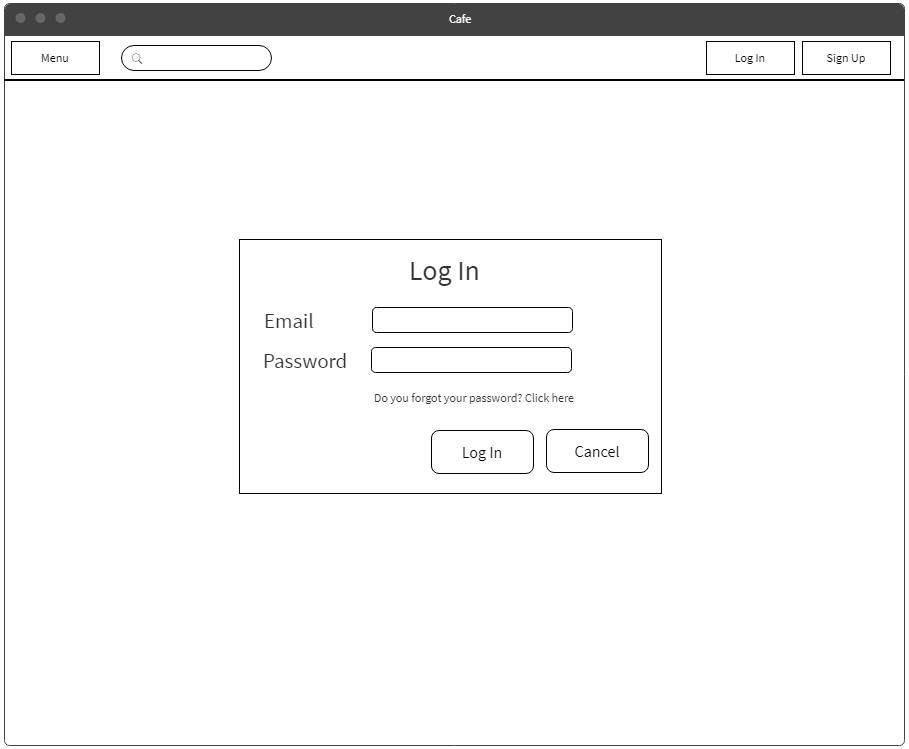 Cafe
Menu
Log In
Sign Up
Log In
Email
Password
Do you forgot your password? Click here
Log In
Cancel